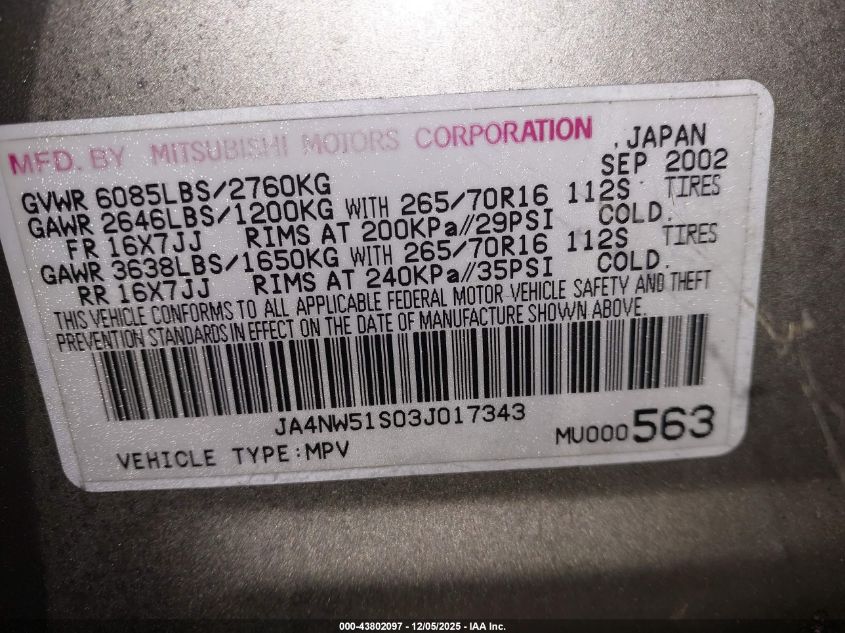 MFD. BY MITSUBISHI MOTORS CORPORATION , JAPAN
SEP 2002
GVWR 6085LBS/2760KG
GAWR 2646LBS/1200KG WITH 265/70R16 112S TIRES
FR 16X7JJ RIMS AT 200KPa//29PSI COLD.
GAWR 3638LBS/1650KG WITH 265/70R16 112S TIRES
RR 16X7JJ RIMS AT 240KPa//35PSI COLD.
THIS VEHICLE CONFORMS TO ALL APPLICABLE FEDERAL MOTOR VEHICLE SAFETY AND THEFT
PREVENTION STANDARDS IN EFFECT ON THE DATE OF MANUFACTURE SHOWN ABOVE.
JA4NW51S03J017343
VEHICLE TYPE:MPV MU000563
000-43802097 - 12/05/2025 - IAA Inc.